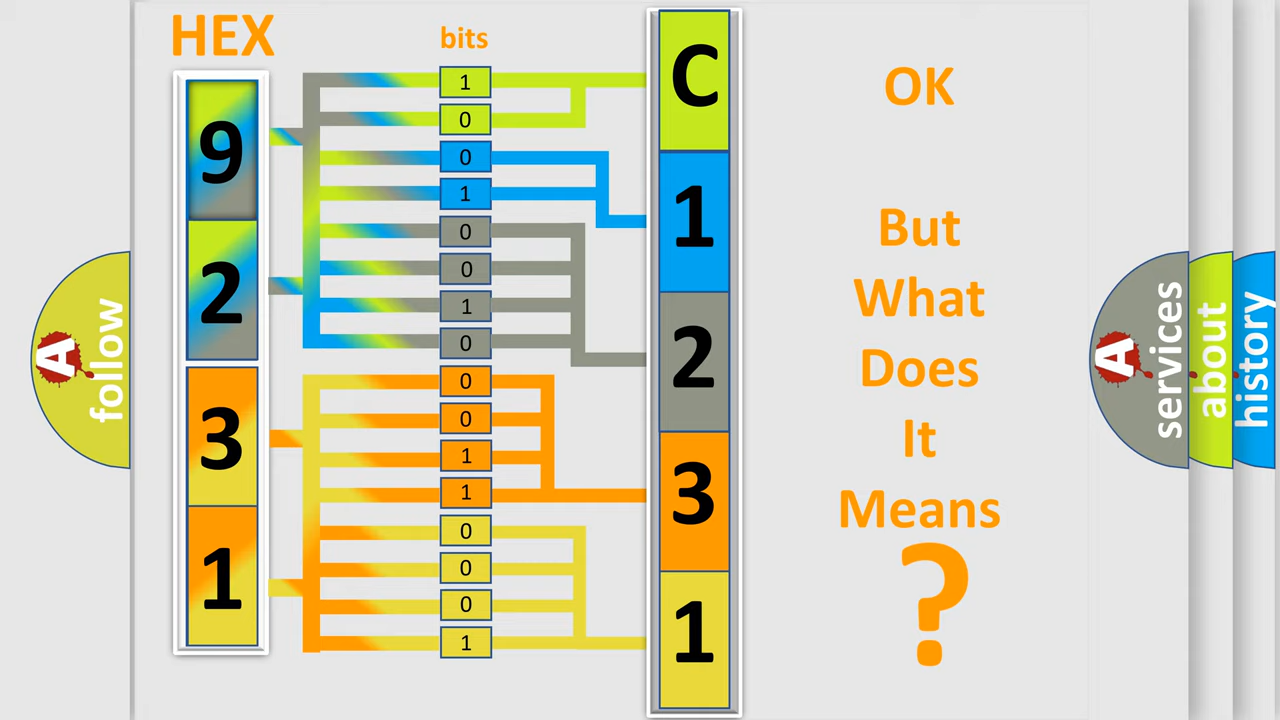 HEX
bits
9
2
3
1
1
0
0
1
0
0
1
0
0
0
1
1
0
0
0
1
C
1
2
3
1
OK
But
What
Does
It
Means
?
A
follow
A
services
about
history